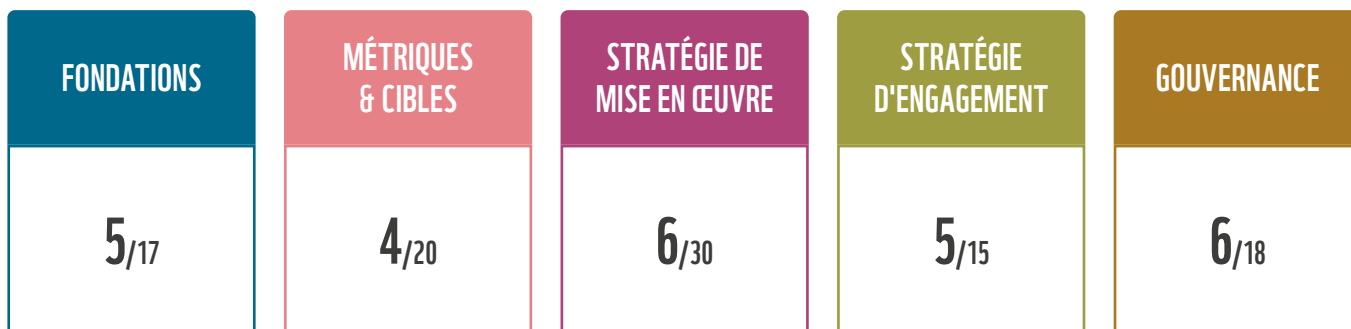 FONDATIONS
5/17
MÉTRIQUES
& CIBLES
4/20
STRATÉGIE DE
MISE EN ŒUVRE
6/30
STRATÉGIE
D'ENGAGEMENT
5/15
GOUVERNANCE
6/18